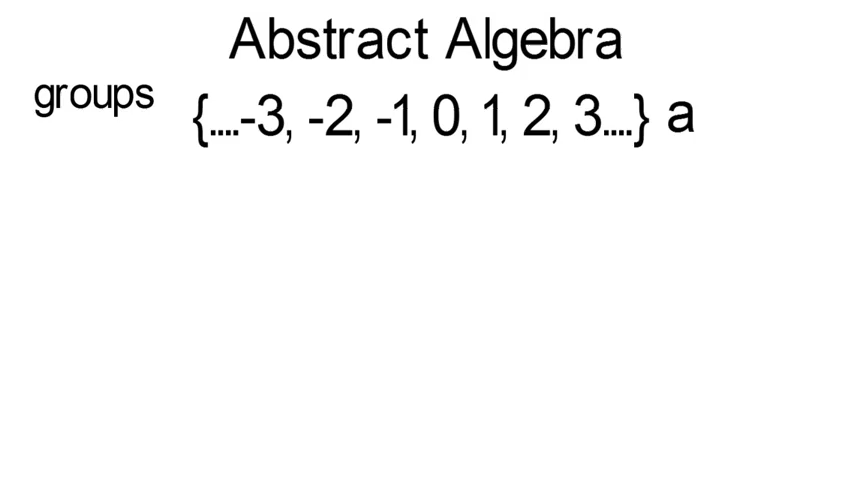 Abstract Algebra
groups {....-3, -2, -1, 0, 1, 2, 3....} a